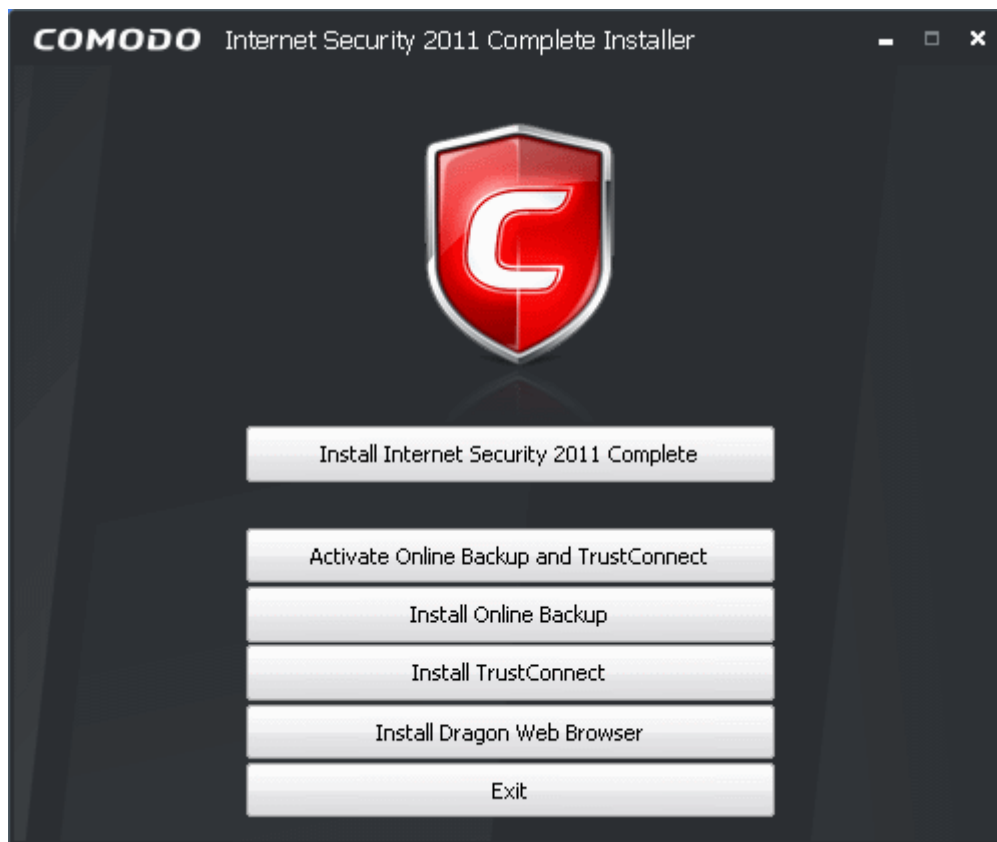 COMODO Internet Security 2011 Complete Installer
C
Install Internet Security 2011 Complete
Activate Online Backup and TrustConnect
Install Online Backup
Install TrustConnect
Install Dragon Web Browser
Exit